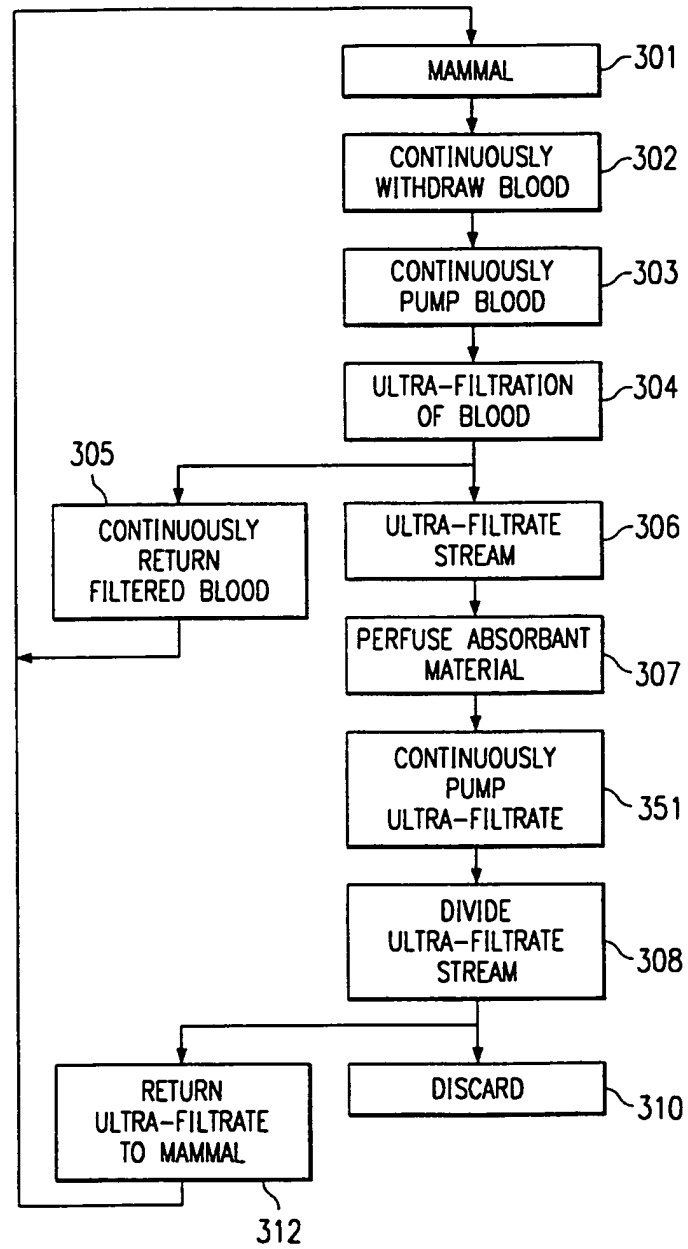 MAMMAL
301
CONTINUOUSLY
WITHDRAW BLOOD
302
CONTINUOUSLY
PUMP BLOOD
303
ULTRA-FILTRATION
OF BLOOD
304
305
CONTINUOUSLY
RETURN
FILTERED BLOOD
ULTRA-FILTRATE
STREAM
306
PERFUSE ABSORBANT
MATERIAL
307
CONTINUOUSLY
PUMP
ULTRA-FILTRATE
351
DIVIDE
ULTRA-FILTRATE
STREAM
308
RETURN
ULTRA-FILTRATE
TO MAMMAL
312
DISCARD
310